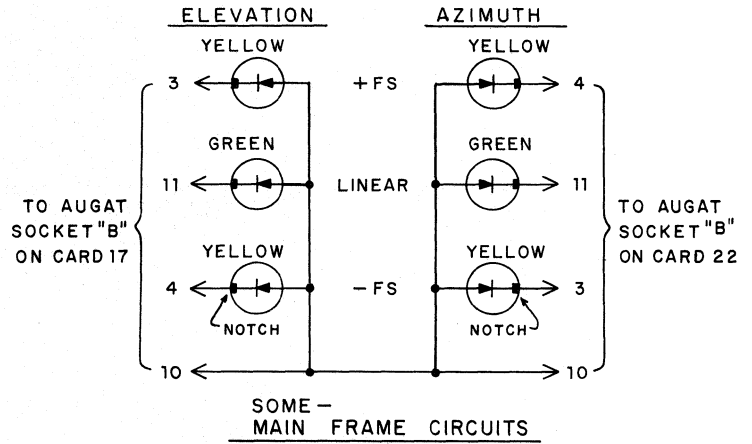 ELEVATION AZIMUTH
YELLOW YELLOW
3 +FS 4
GREEN GREEN
11 LINEAR 11
TO AUGAT SOCKET "B" ON CARD 17
TO AUGAT SOCKET "B" ON CARD 22
YELLOW YELLOW
4 -FS 3
NOTCH NOTCH
10 10
SOME-
MAIN FRAME CIRCUITS